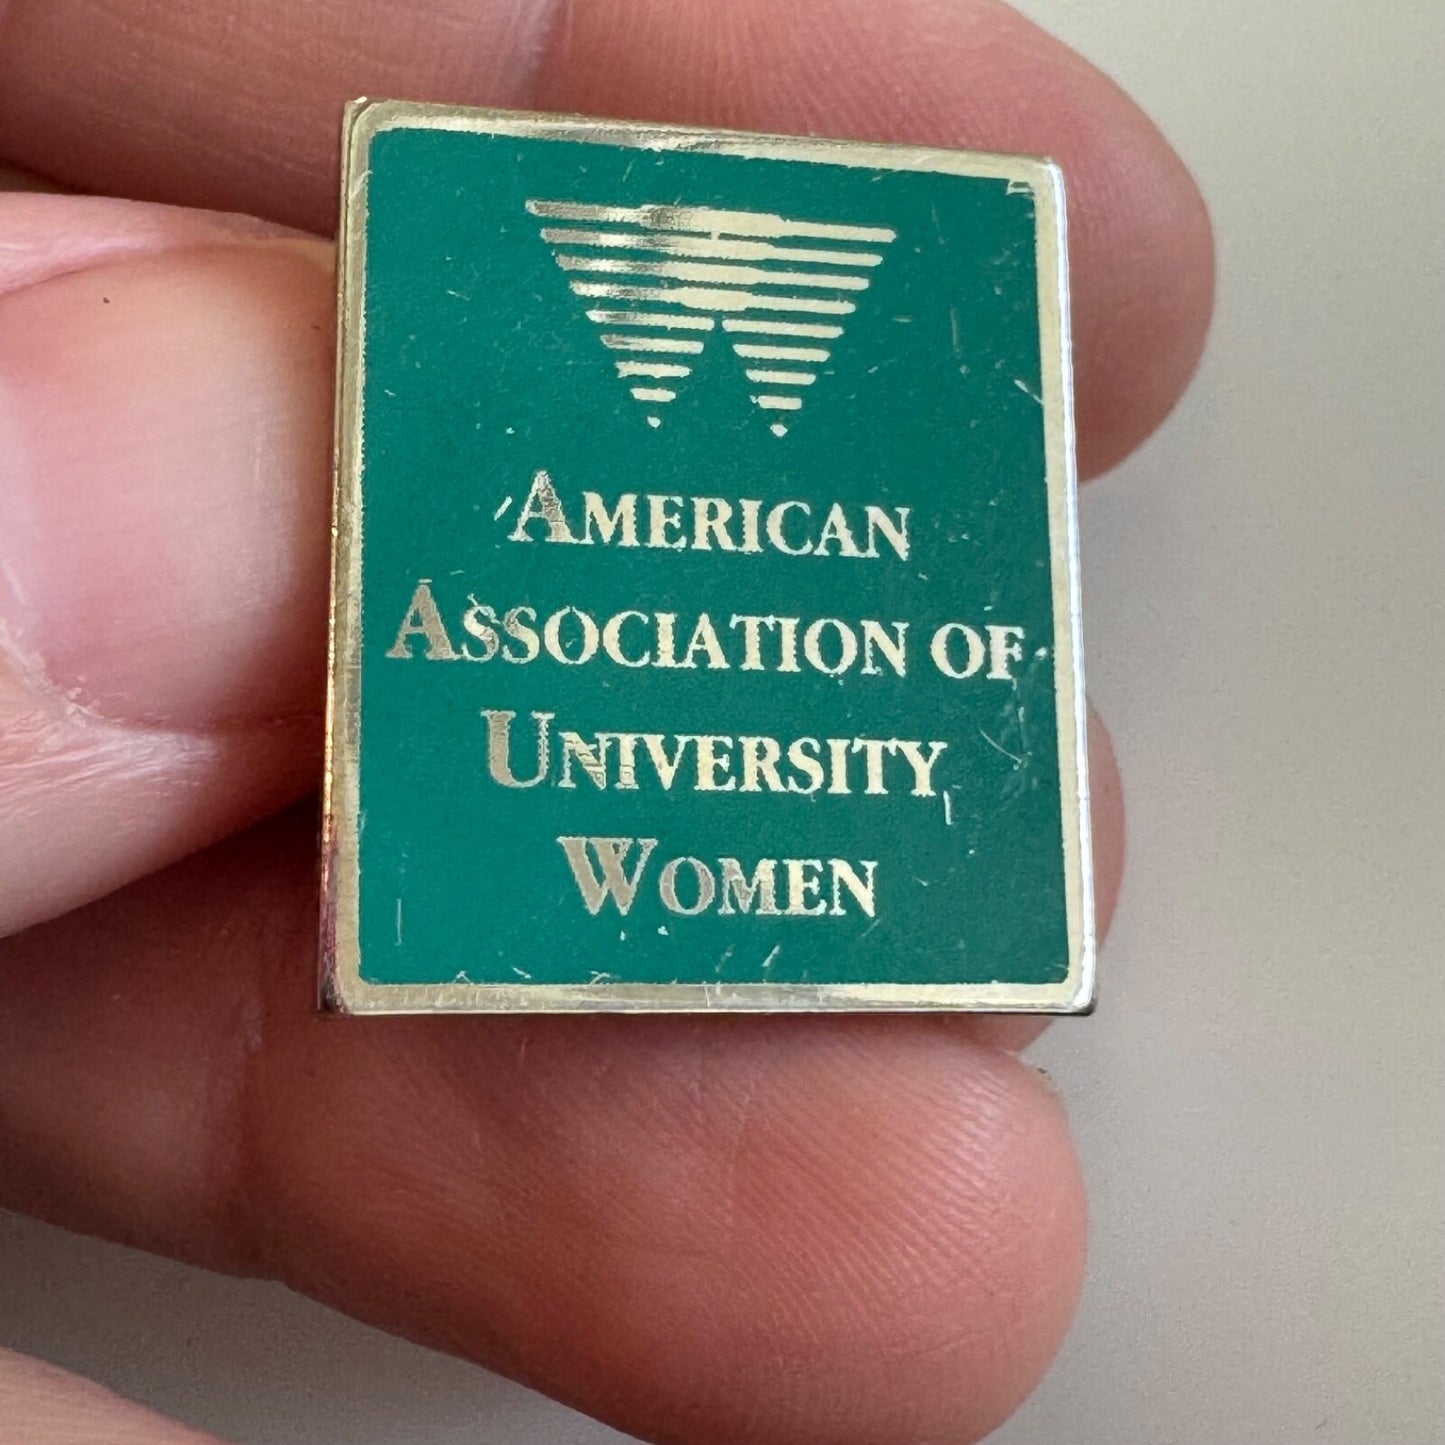 AMERICAN
ASSOCIATION OF
UNIVERSITY
WOMEN